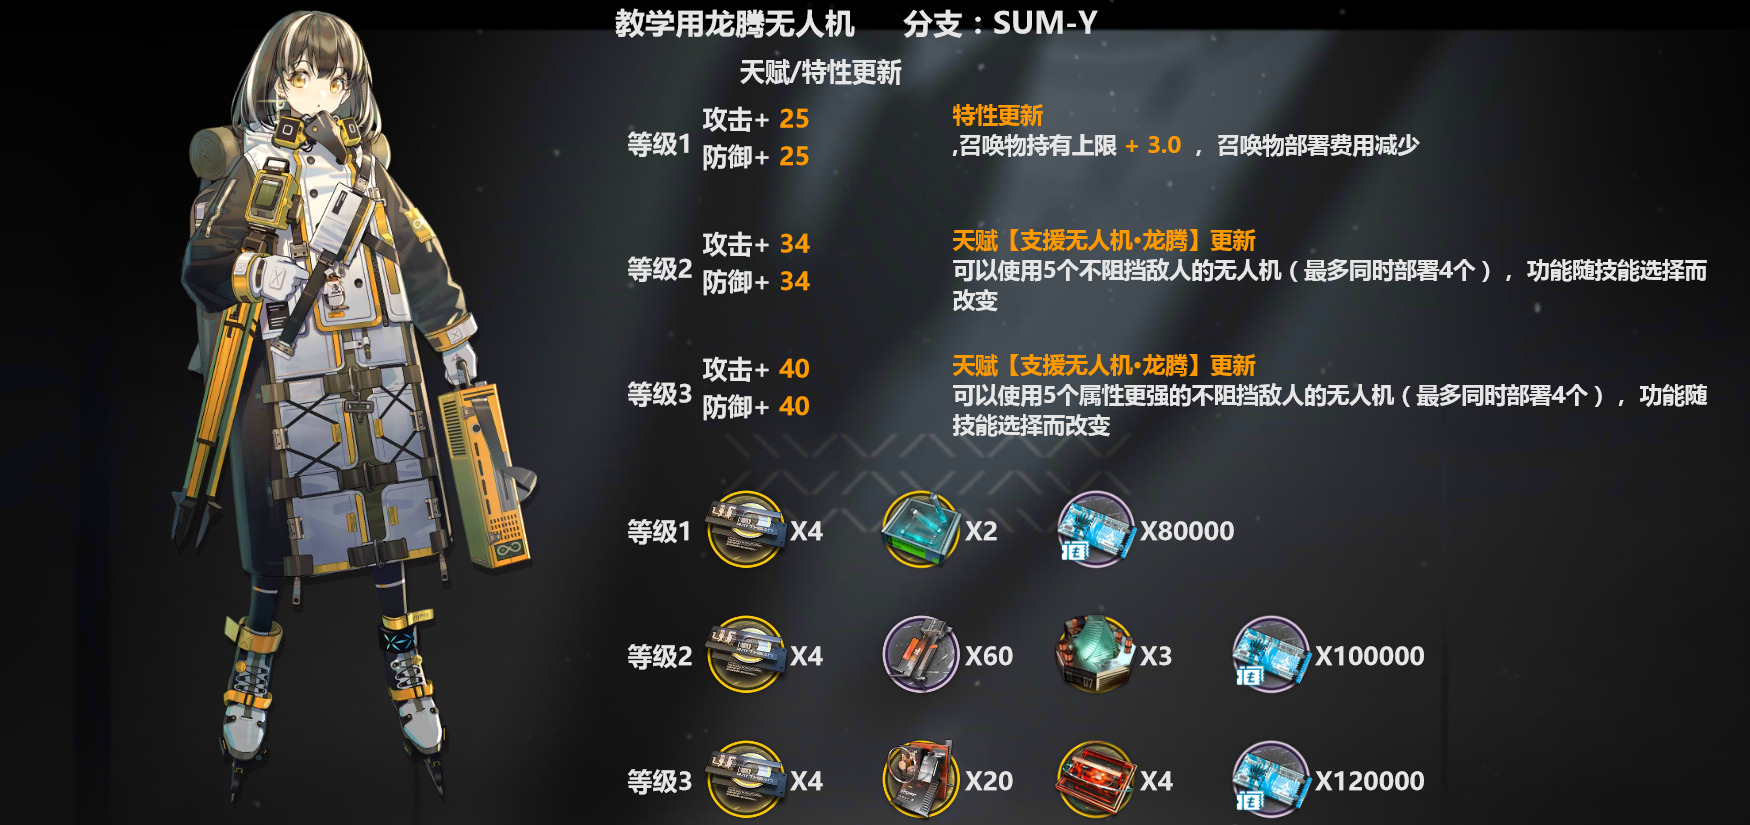 教学用龙腾无人机 分支：SUM-Y
天赋/特性更新
等级1
攻击+ 25
防御+ 25
特性更新
,召唤物持有上限 + 3.0 ，召唤物部署费用减少
等级2
攻击+ 34
防御+ 34
天赋【支援无人机•龙腾】更新
可以使用5个不阻挡敌人的无人机（最多同时部署4个），功能随技能选择而
改变
等级3
攻击+ 40
防御+ 40
天赋【支援无人机•龙腾】更新
可以使用5个属性更强的不阻挡敌人的无人机（最多同时部署4个），功能随
技能选择而改变
等级1 X4 X2 X80000
等级2 X4 X60 X3 X100000
等级3 X4 X20 X4 X120000